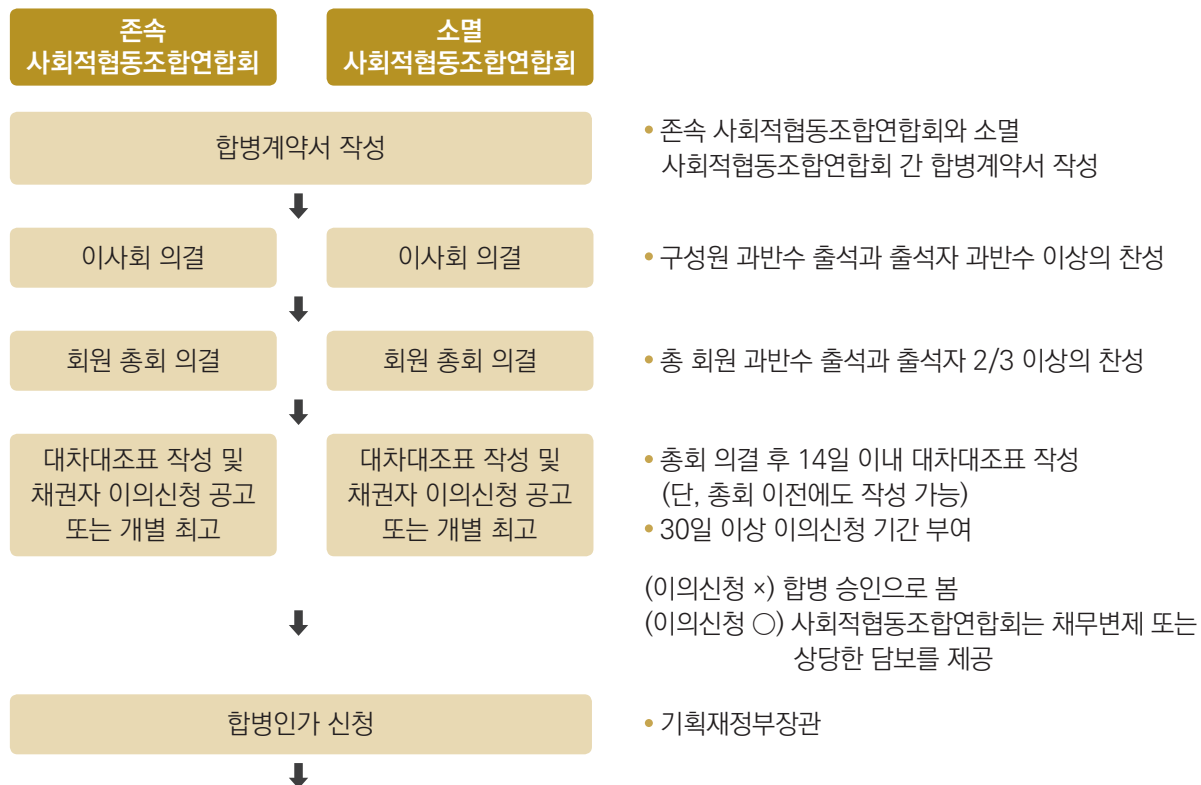 존속
사회적협동조합연합회
소멸
사회적협동조합연합회
합병계약서 작성
• 존속 사회적협동조합연합회와 소멸
사회적협동조합연합회 간 합병계약서 작성
이사회 의결
이사회 의결
• 구성원 과반수 출석과 출석자 과반수 이상의 찬성
회원 총회 의결
회원 총회 의결
• 총 회원 과반수 출석과 출석자 2/3 이상의 찬성
대차대조표 작성 및
채권자 이의신청 공고
또는 개별 최고
대차대조표 작성 및
채권자 이의신청 공고
또는 개별 최고
• 총회 의결 후 14일 이내 대차대조표 작성
(단, 총회 이전에도 작성 가능)
• 30일 이상 이의신청 기간 부여
(이의신청 ×) 합병 승인으로 봄
(이의신청 ○) 사회적협동조합연합회는 채무변제 또는
상당한 담보를 제공
합병인가 신청
• 기획재정부장관